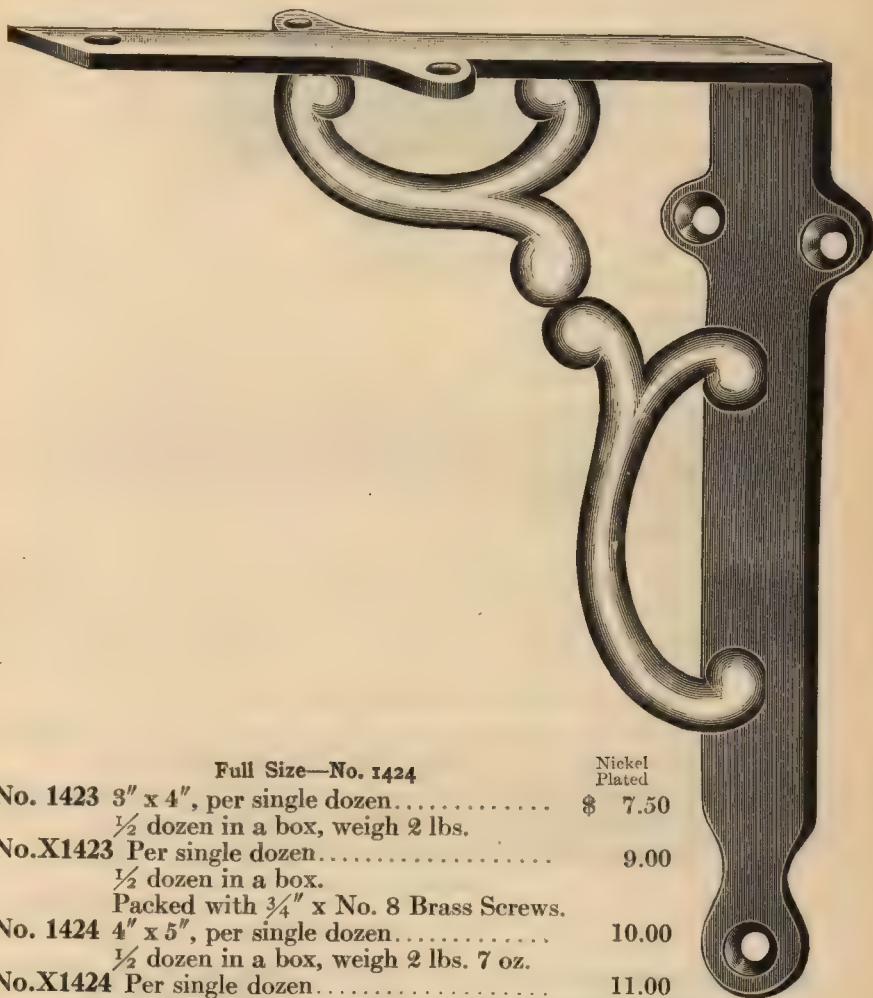 Full Size—No. 1424
Nickel
Plated
No. 1423 3" x 4", per single dozen.............. $ 7.50
½ dozen in a box, weigh 2 lbs.
No.X1423 Per single dozen.................... 9.00
½ dozen in a box.
Packed with ¾" x No. 8 Brass Screws.
No. 1424 4" x 5", per single dozen............. 10.00
½ dozen in a box, weigh 2 lbs. 7 oz.
No.X1424 Per single dozen.................... 11.00